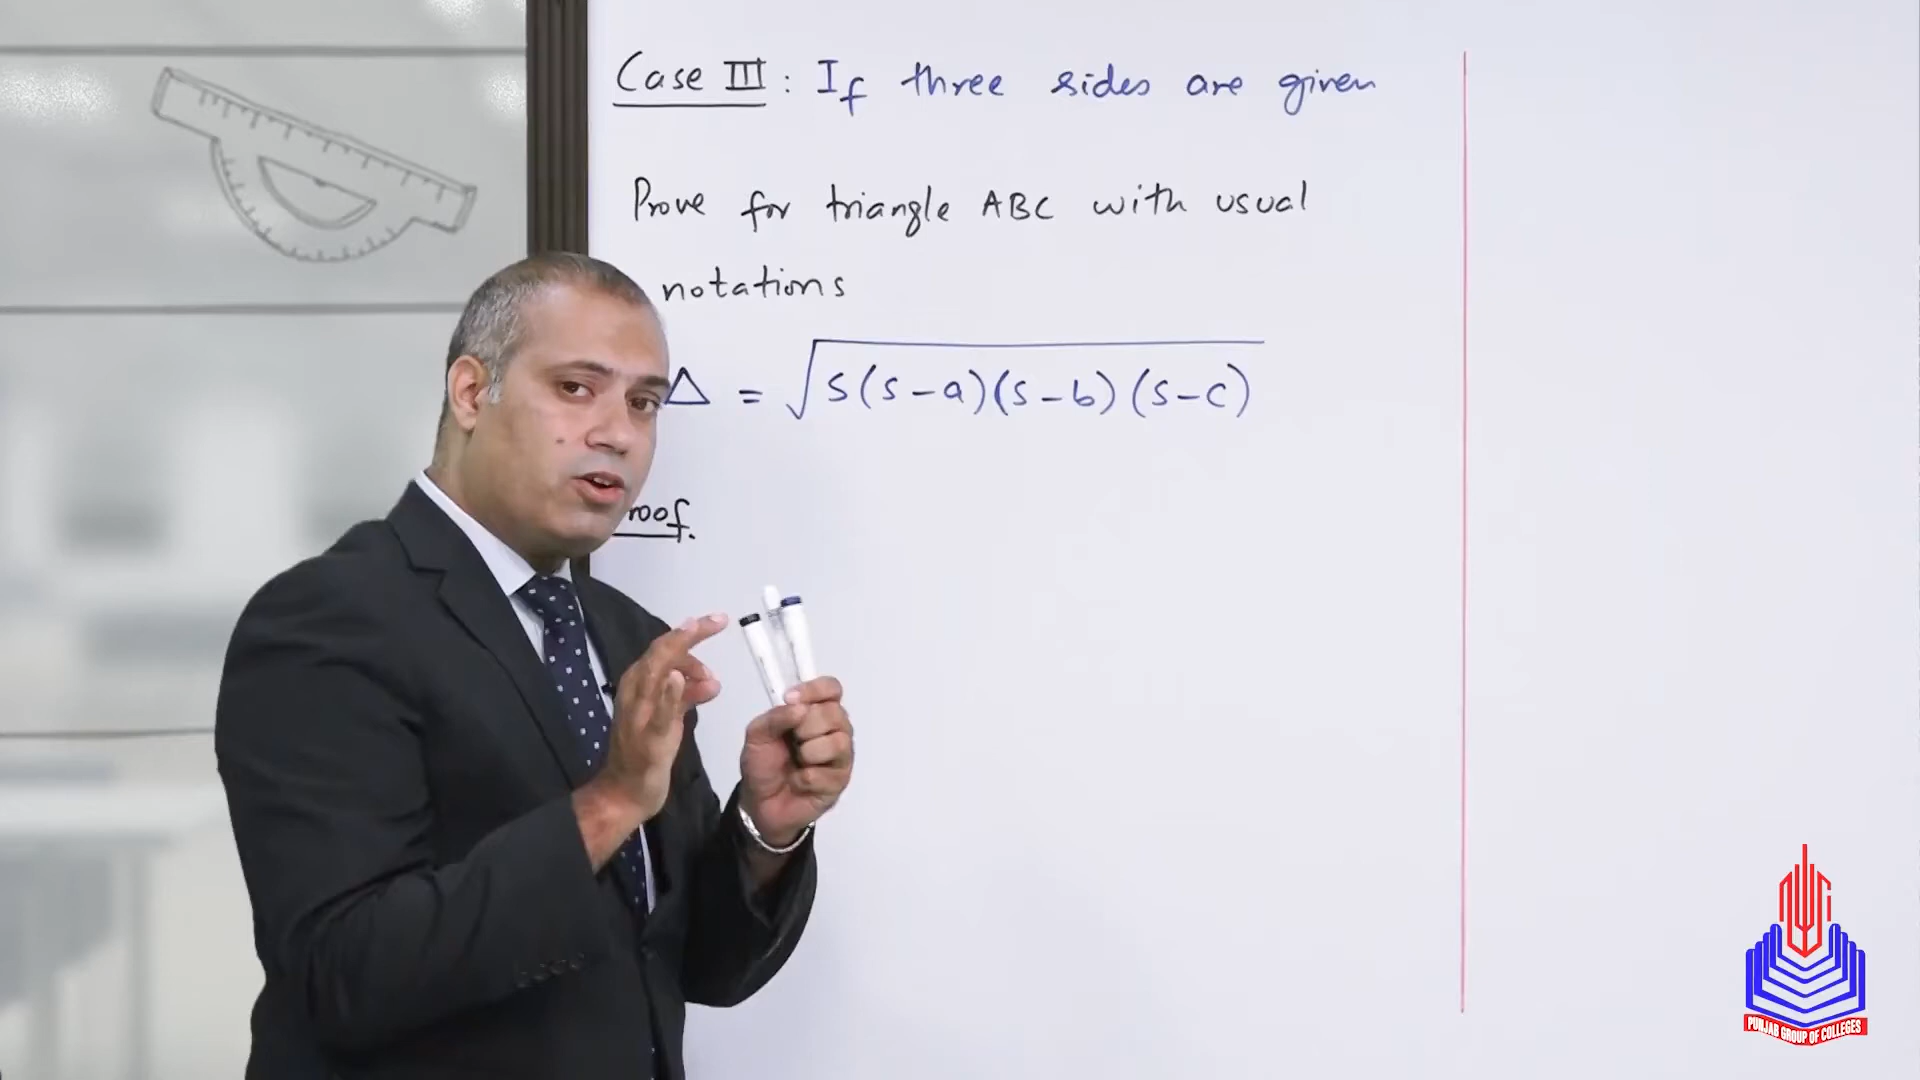 Case III : If three sides are given
Prove for triangle ABC with usual
notations
Δ = √s(s-a)(s-b)(s-c)
roof.
PUNJAB GROUP OF COLLEGES